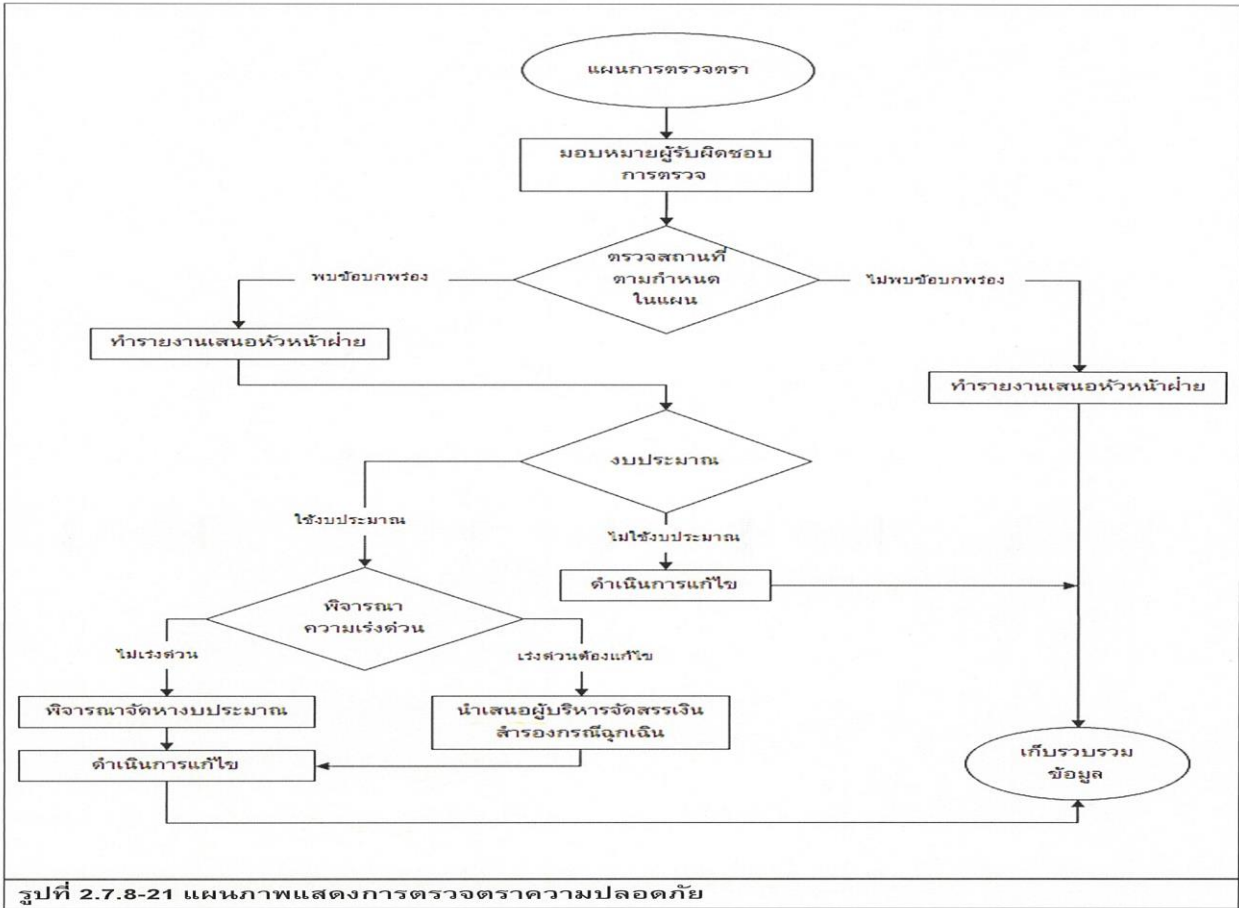 แผนการตรวจตรา
มอบหมายผู้รับผิดชอบ
การตรวจ
ตรวจสถานที่
ตามกำหนด
ในแผน
พบข้อบกพร่อง
ไม่พบข้อบกพร่อง
ทำรายงานเสนอหัวหน้าฝ่าย
ทำรายงานเสนอหัวหน้าฝ่าย
งบประมาณ
ใช้งบประมาณ
ไม่ใช้งบประมาณ
ดำเนินการแก้ไข
พิจารณา
ความเร่งด่วน
ไม่เร่งด่วน
เร่งด่วนต้องแก้ไข
พิจารณาจัดหางบประมาณ
นำเสนอผู้บริหารจัดสรรเงิน
สำรองกรณีฉุกเฉิน
ดำเนินการแก้ไข
เก็บรวบรวม
ข้อมูล
รูปที่ 2.7.8-21 แผนภาพแสดงการตรวจตราความปลอดภัย